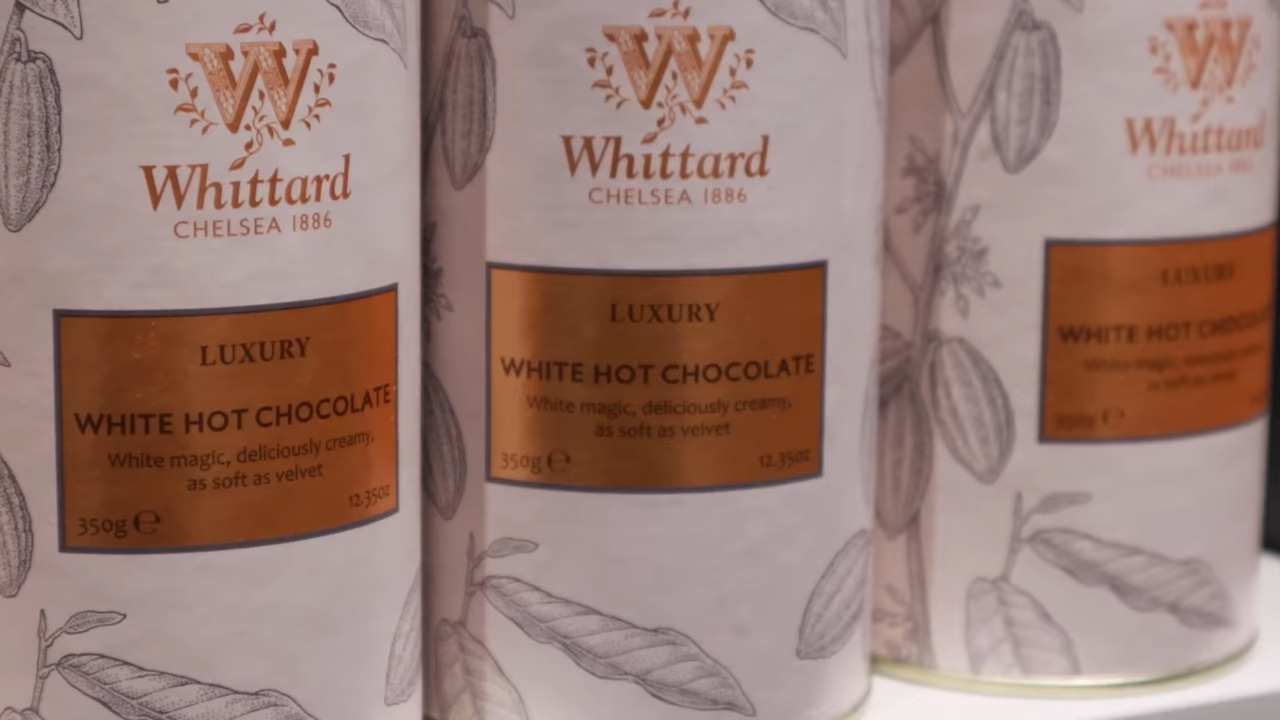 W
Whittard
CHELSEA 1886
LUXURY
WHITE HOT CHOCOLATE
White magic, deliciously creamy,
as soft as velvet
350g ℮
12.35oz
W
Whittard
CHELSEA 1886
LUXURY
WHITE HOT CHOCOLATE
White magic, deliciously creamy,
as soft as velvet
350g ℮
12.35oz
W
Whittard
CHELSEA
LUXURY
WHITE HOT
350g ℮